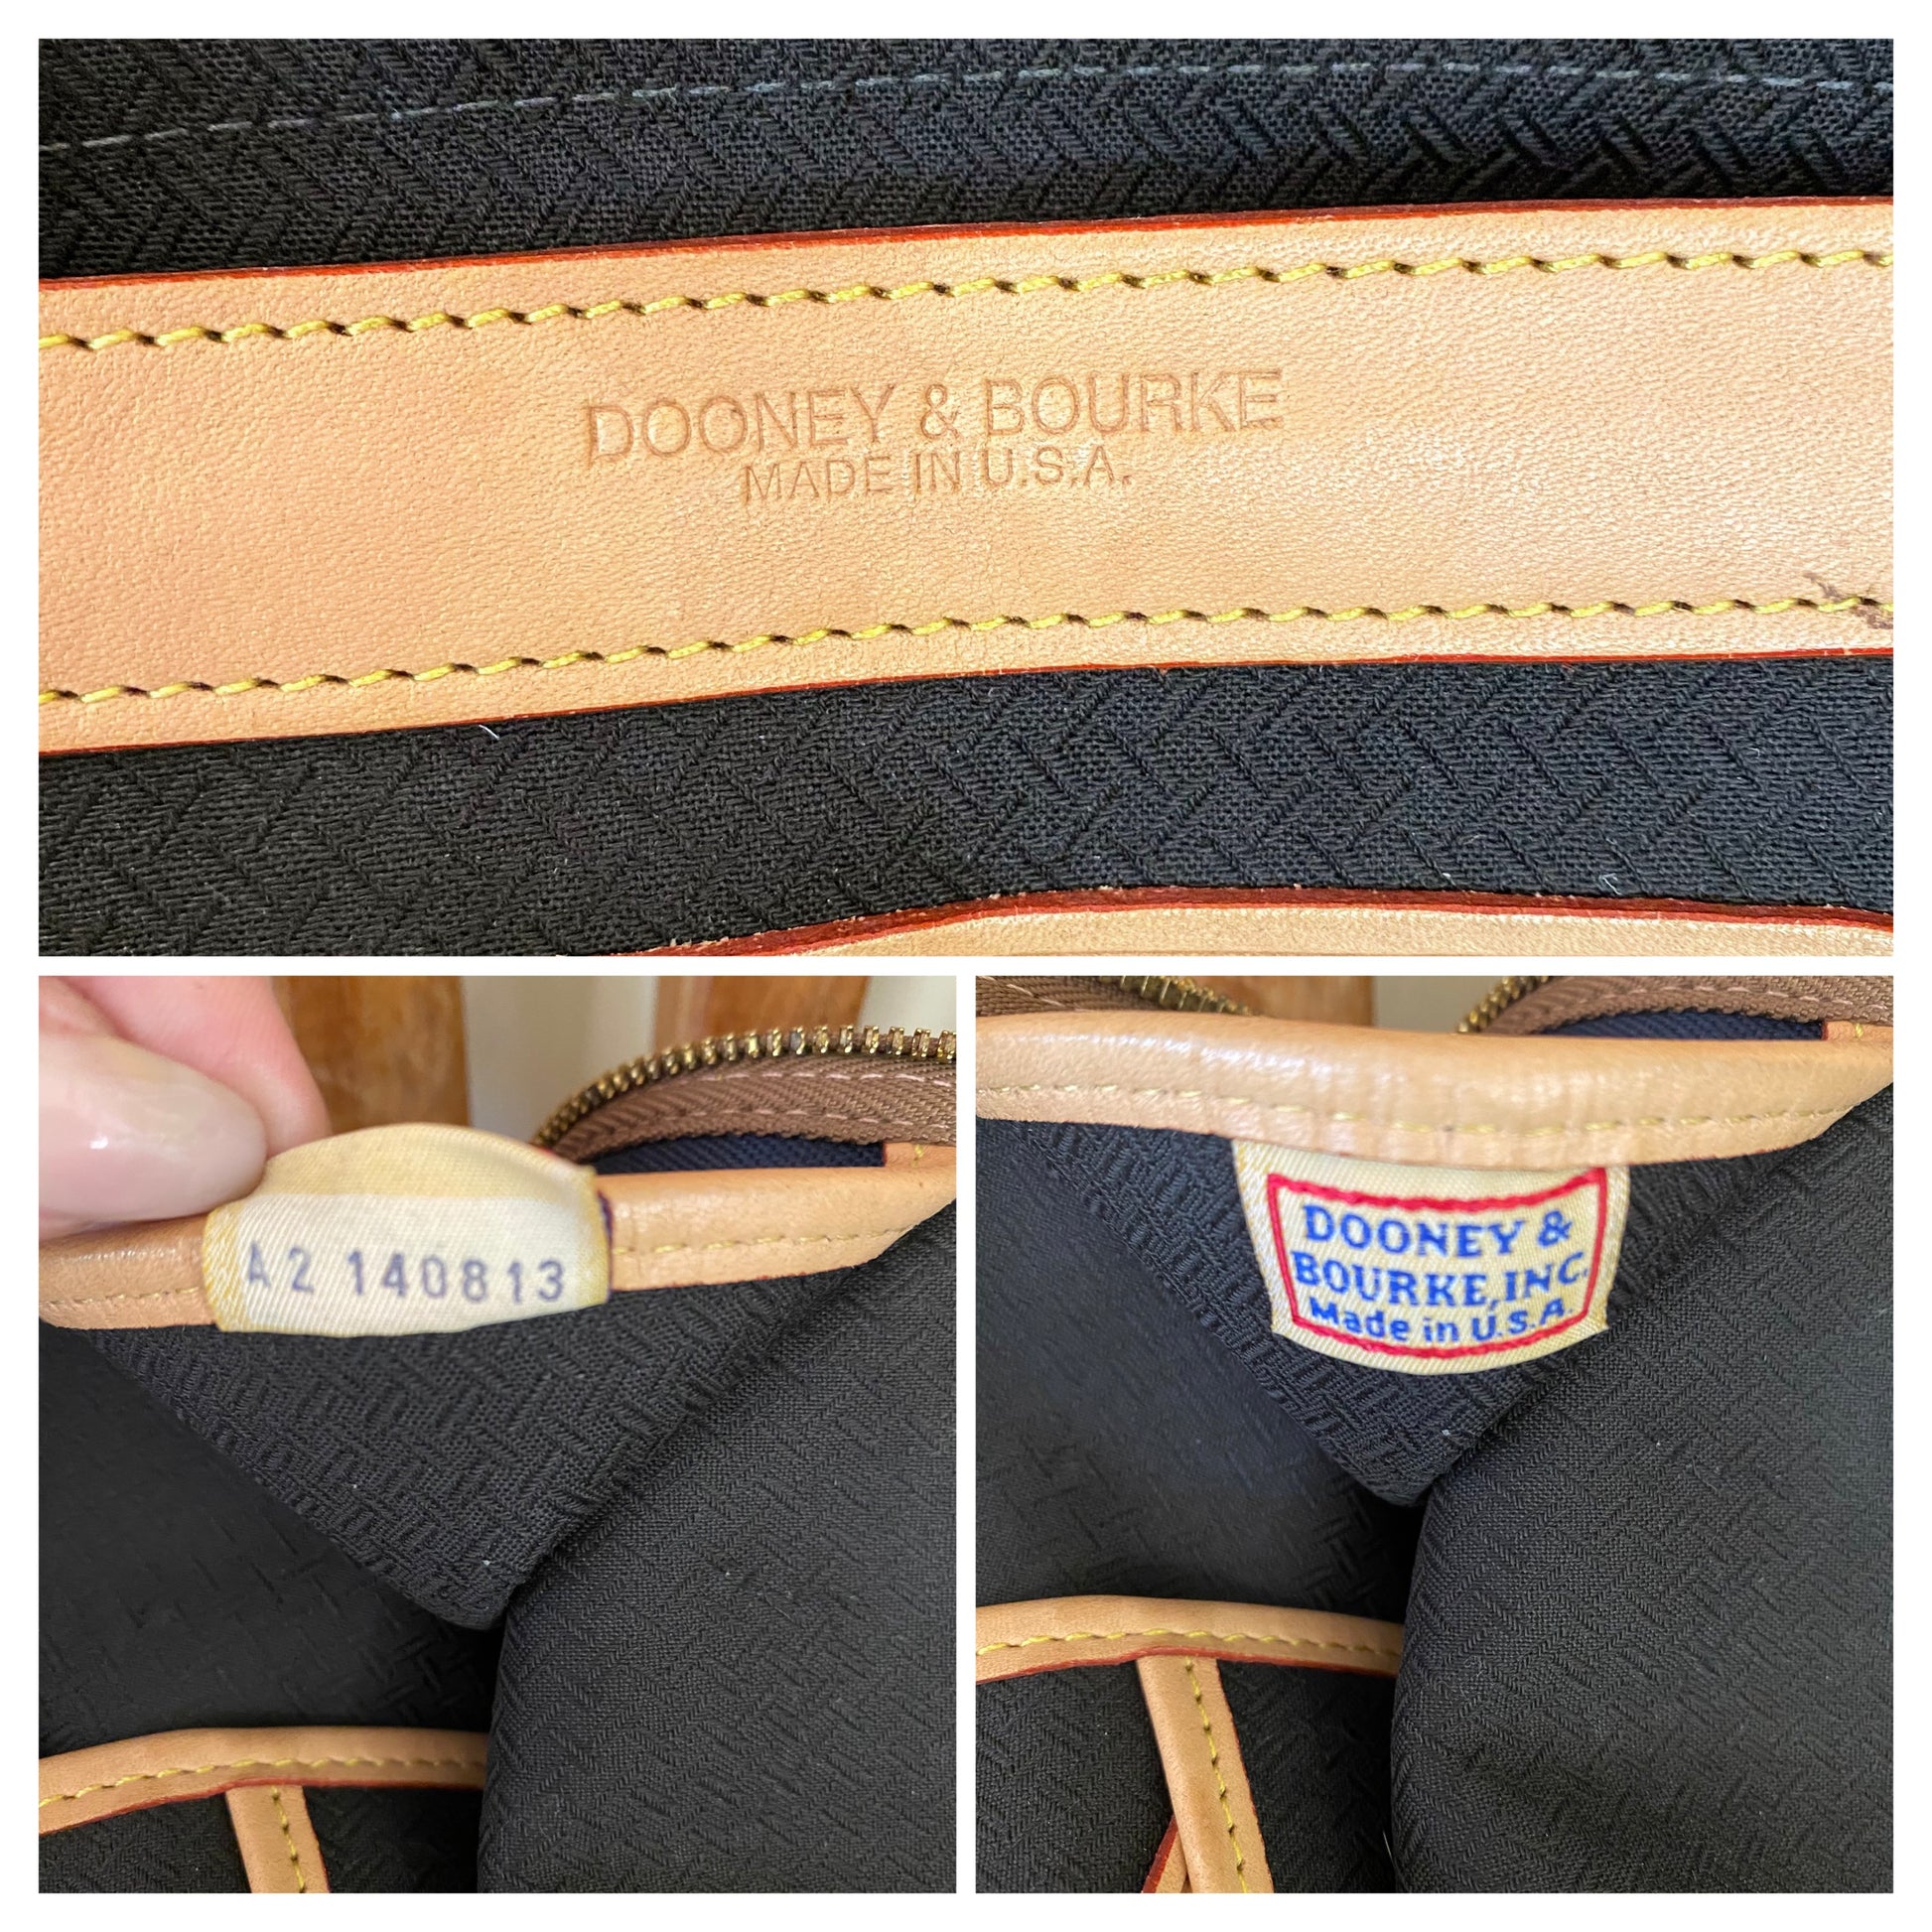 DOONEY & BOURKE
MADE IN U.S.A.
A2 140813
DOONEY &
BOURKE, INC.
Made in U.S.A.